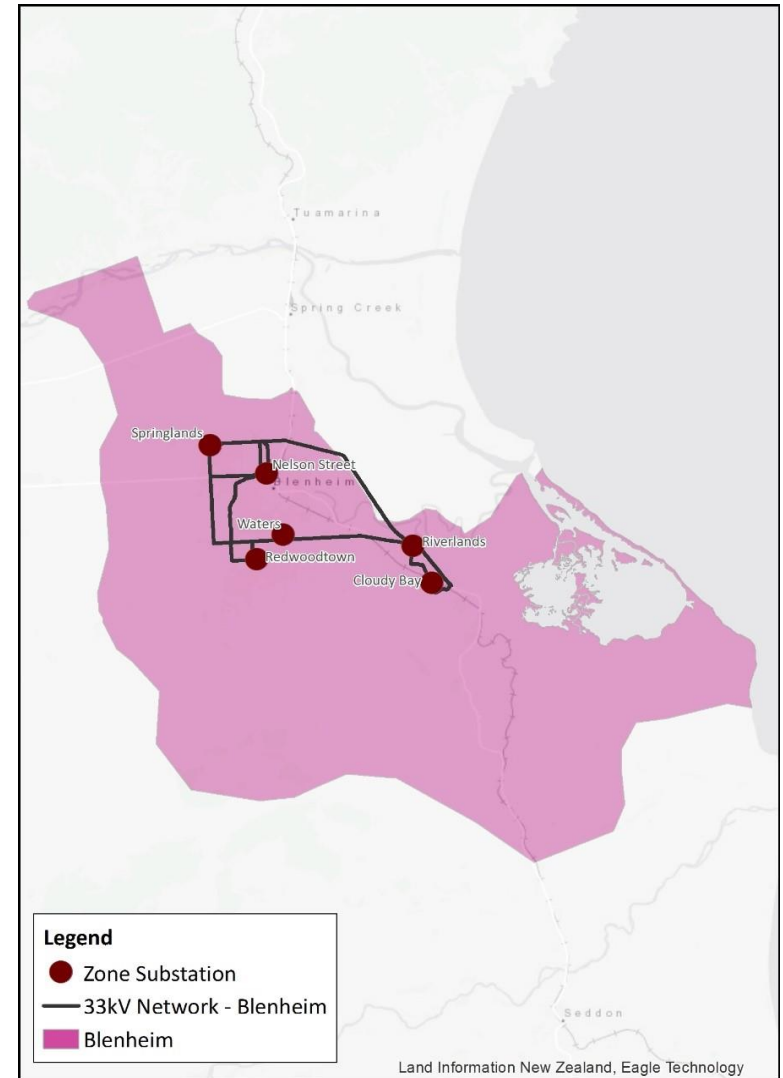 Tuamarina
Spring Creek
Springlands
Nelson Street
Blenheim
Waters
Riverlands
Redwoodtown
Cloudy Bay
Legend
Zone Substation
33kV Network - Blenheim
Blenheim
Seddon
Land Information New Zealand, Eagle Technology